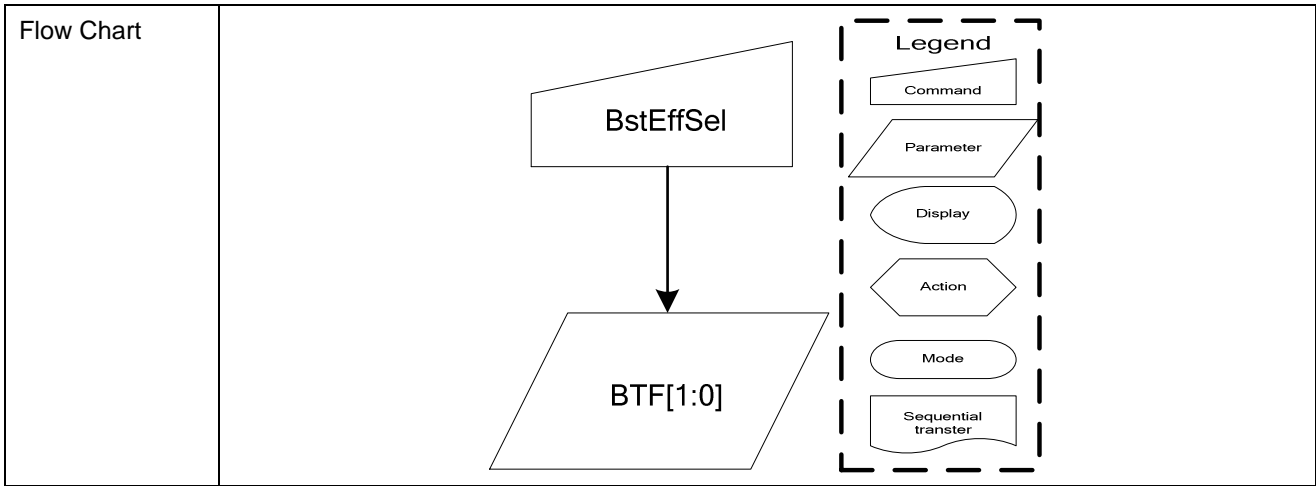 Flow Chart
BstEffSel
BTF[1:0]
Legend
Command
Parameter
Display
Action
Mode
Sequential
transter